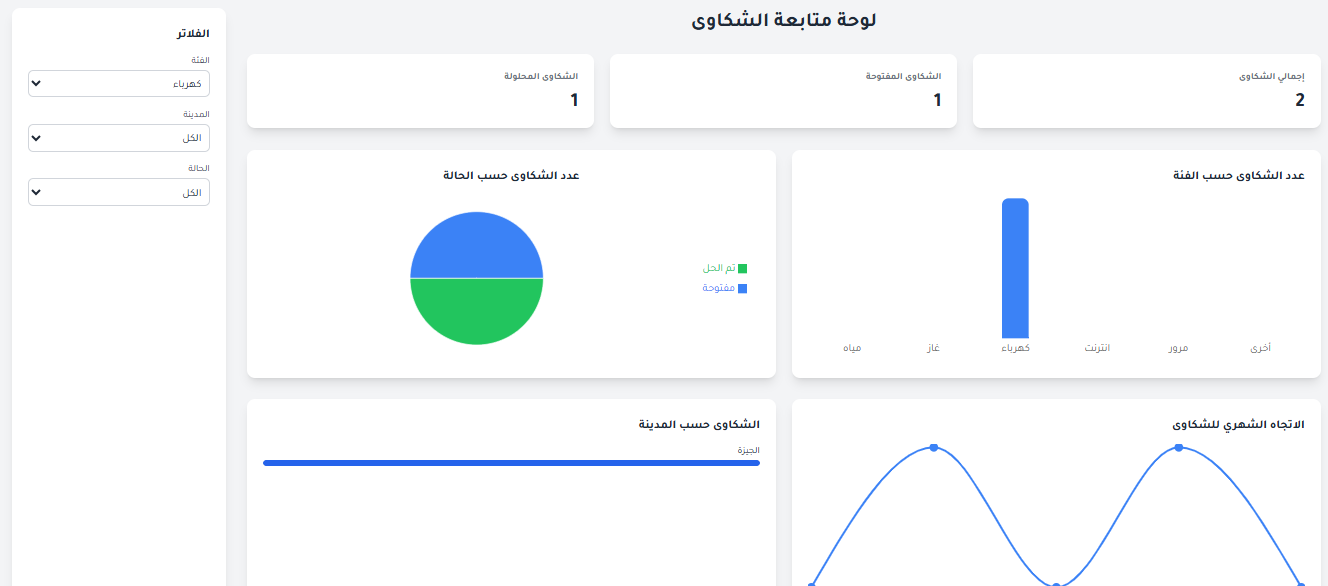 لوحة متابعة الشكاوى
إجمالي الشكاوى
2
الشكاوى المفتوحة
1
الشكاوى المحلولة
1
الفلاتر
الفئة
كهرباء
المدينة
الكل
الحالة
الكل
عدد الشكاوى حسب الفئة
أخرى
مرور
انترنت
كهرباء
غاز
مياه
عدد الشكاوى حسب الحالة
تم الحل
مفتوحة
الاتجاه الشهري للشكاوى
الشكاوى حسب المدينة
الجيزة